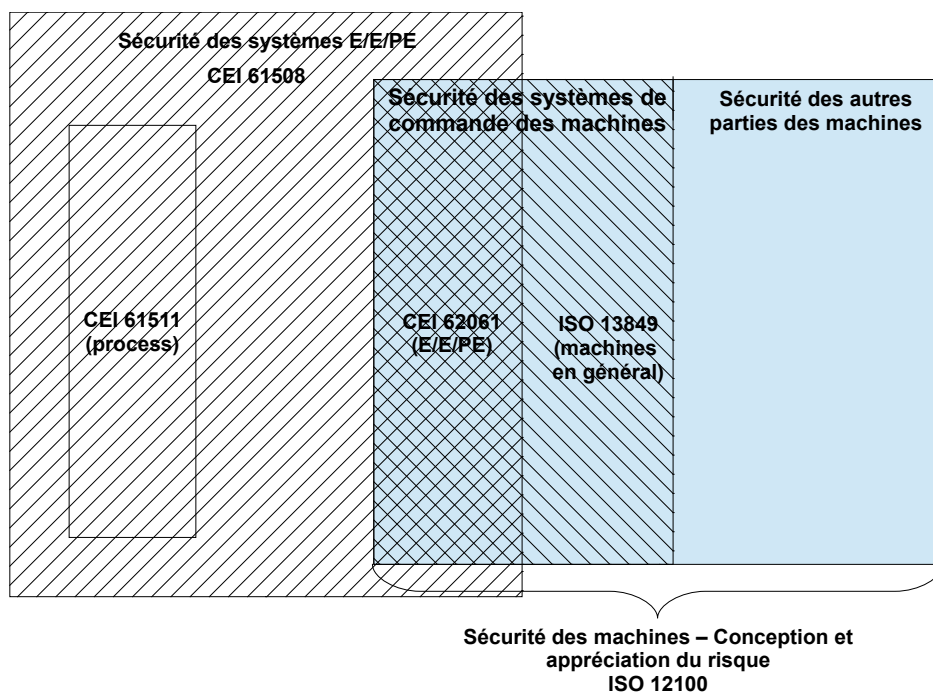 Sécurité des systèmes E/E/PE
CEI 61508
Sécurité des systèmes de
commande des machines
Sécurité des autres
parties des machines
CEI 61511
(process)
CEI 62061
(E/E/PE)
ISO 13849
(machines
en général)
Sécurité des machines – Conception et
appréciation du risque
ISO 12100